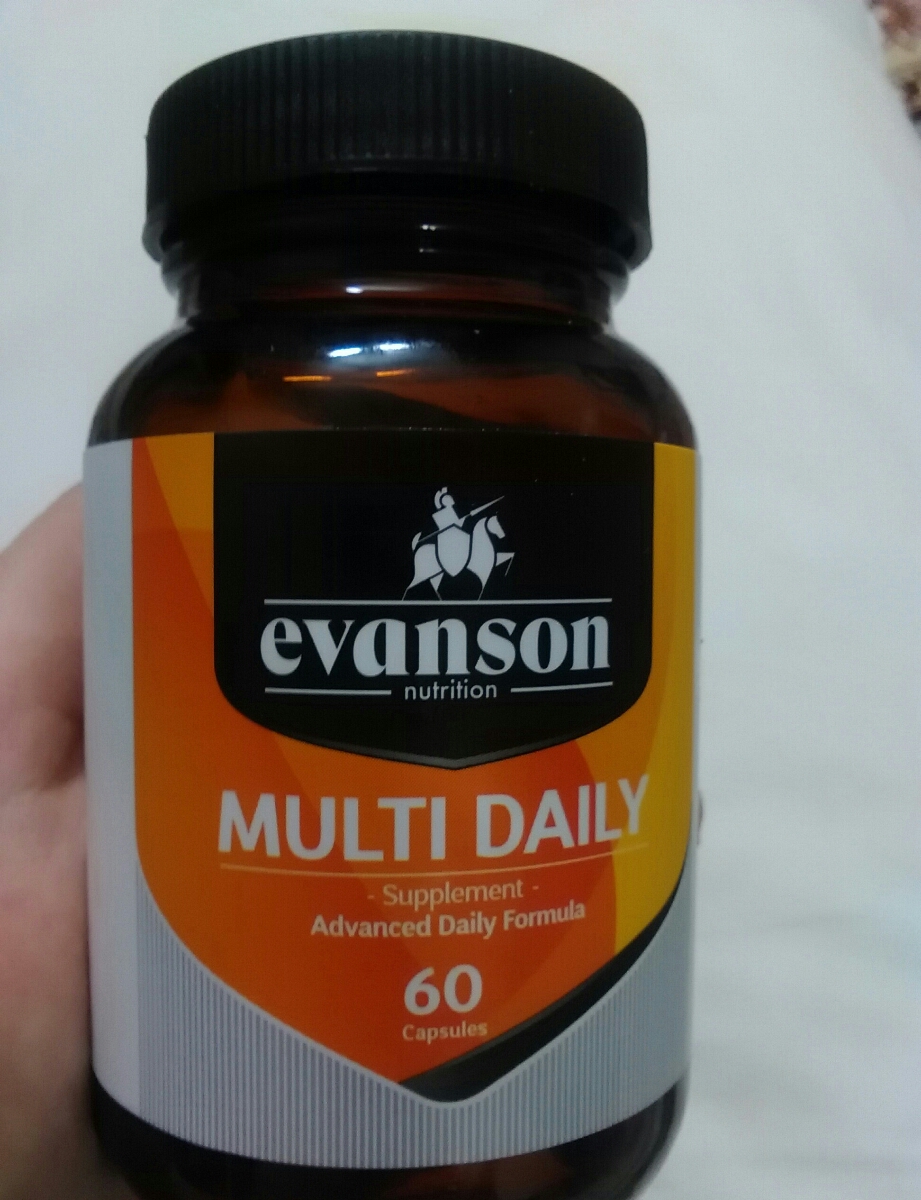 evanson
nutrition
MULTI DAILY
- Supplement -
Advanced Daily Formula
60
Capsules